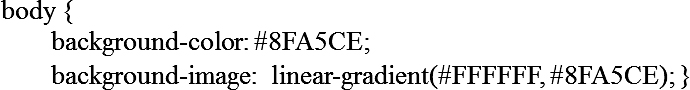 body {
background-color: #8FA5CE;
background-image: linear-gradient(#FFFFFF, #8FA5CE); }